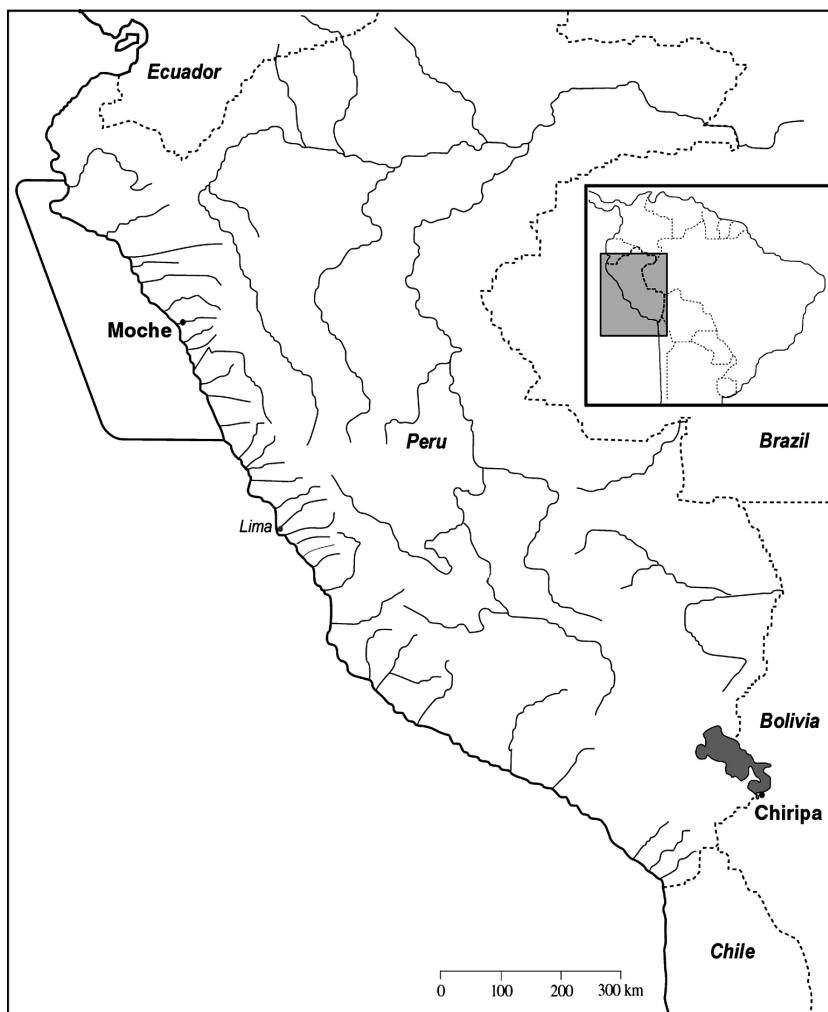 Ecuador
Moche
Peru
Brazil
Lima
Bolivia
Chiripa
Chile
0 100 200 300 km